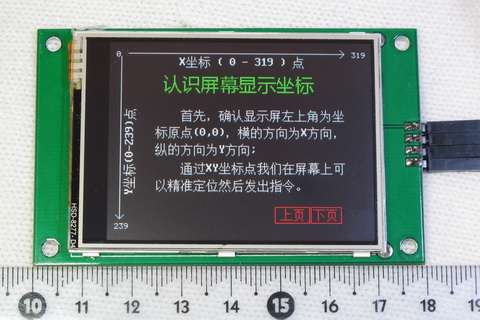 0
319
X坐标 ( 0 - 319 ) 点
认识屏幕显示坐标
首先，确认显示屏左上角为坐
标原点(0,0)，横的方向为X方向，
纵的方向为Y方向；
通过XY坐标点我们在屏幕上可
以精准定位然后发出指令。
Y坐标(0-239)点
239
上页 下页
10 11 12 13 14 15 16 17 18 19